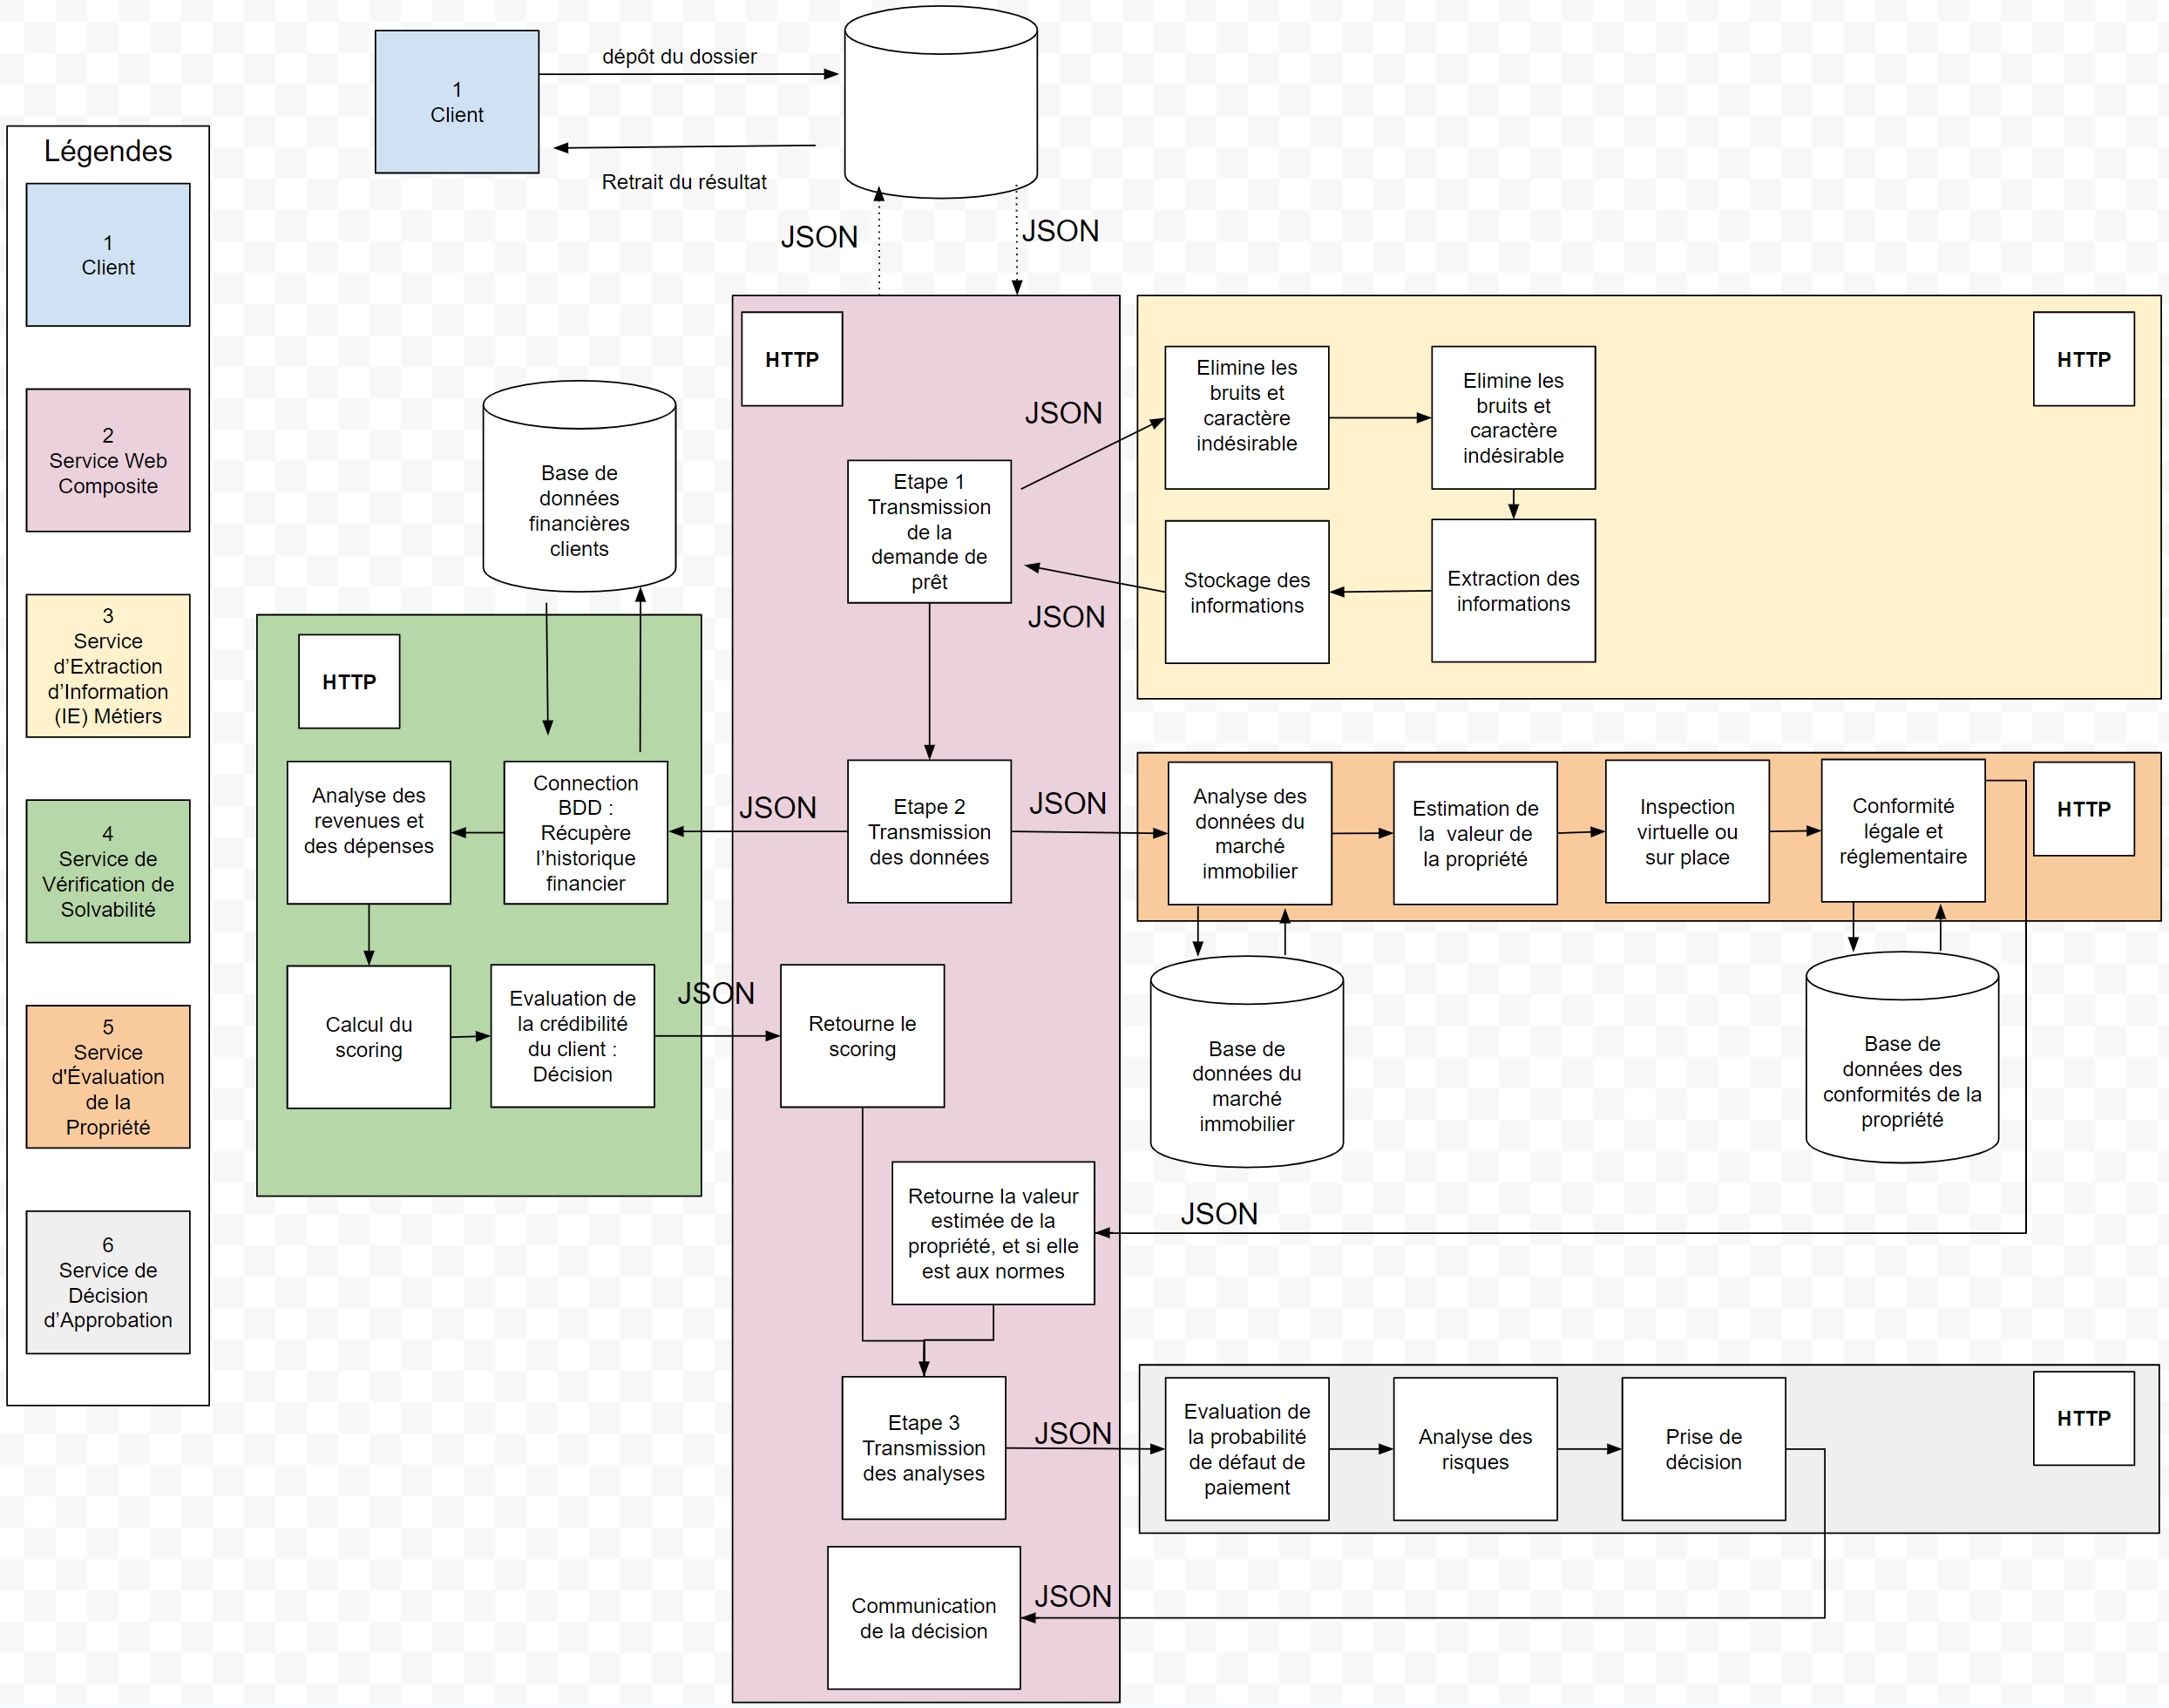 1
Client
dépôt du dossier
Retrait du résultat
JSON
JSON
Légendes
1
Client
2
Service Web
Composite
3
Service
d’Extraction
d’Information
(IE) Métiers
4
Service de
Vérification de
Solvabilité
5
Service
d'Évaluation
de la
Propriété
6
Service de
Décision
d’Approbation
Base de
données
financières
clients
HTTP
Analyse des
revenues et
des dépenses
Connection
BDD :
Récupère
l’historique
financier
Calcul du
scoring
Evaluation de
la crédibilité
du client :
Décision
JSON
JSON
HTTP
Etape 1
Transmission
de la
demande de
prêt
JSON
JSON
Etape 2
Transmission
des données
JSON
Retourne le
scoring
Retourne la valeur
estimée de la
propriété, et si elle
est aux normes
JSON
Etape 3
Transmission
des analyses
JSON
Communication
de la décision
JSON
Elimine les
bruits et
caractère
indésirable
Elimine les
bruits et
caractère
indésirable
HTTP
Stockage des
informations
Extraction des
informations
Analyse des
données du
marché
immobilier
Estimation de
la valeur de
la propriété
Inspection
virtuelle ou
sur place
Conformité
légale et
réglementaire
HTTP
Base de
données du
marché
immobilier
Base de
données des
conformités de la
propriété
Evaluation de
la probabilité
de défaut de
paiement
Analyse des
risques
Prise de
décision
HTTP